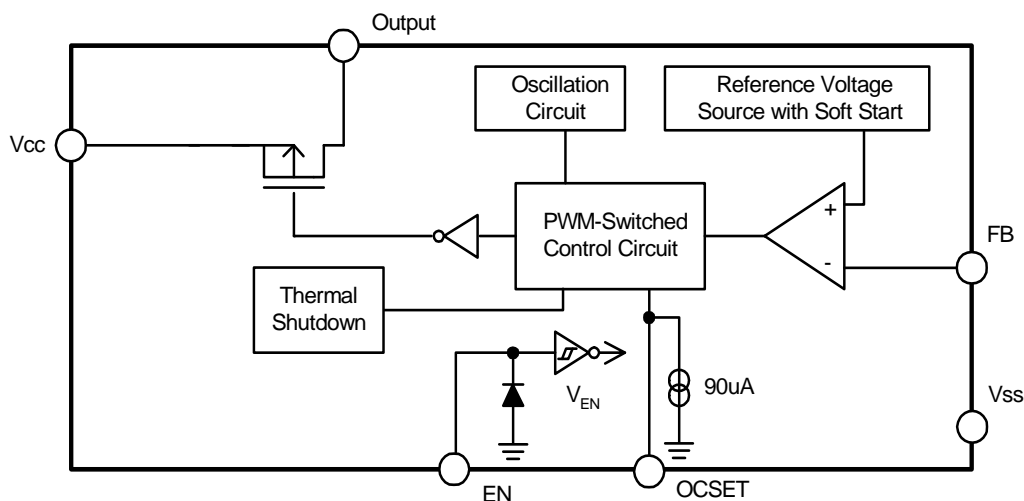 Output
Oscillation
Circuit
Reference Voltage
Source with Soft Start
Vcc
PWM-Switched
Control Circuit
+
-
FB
Thermal
Shutdown
VEN
90uA
Vss
EN
OCSET